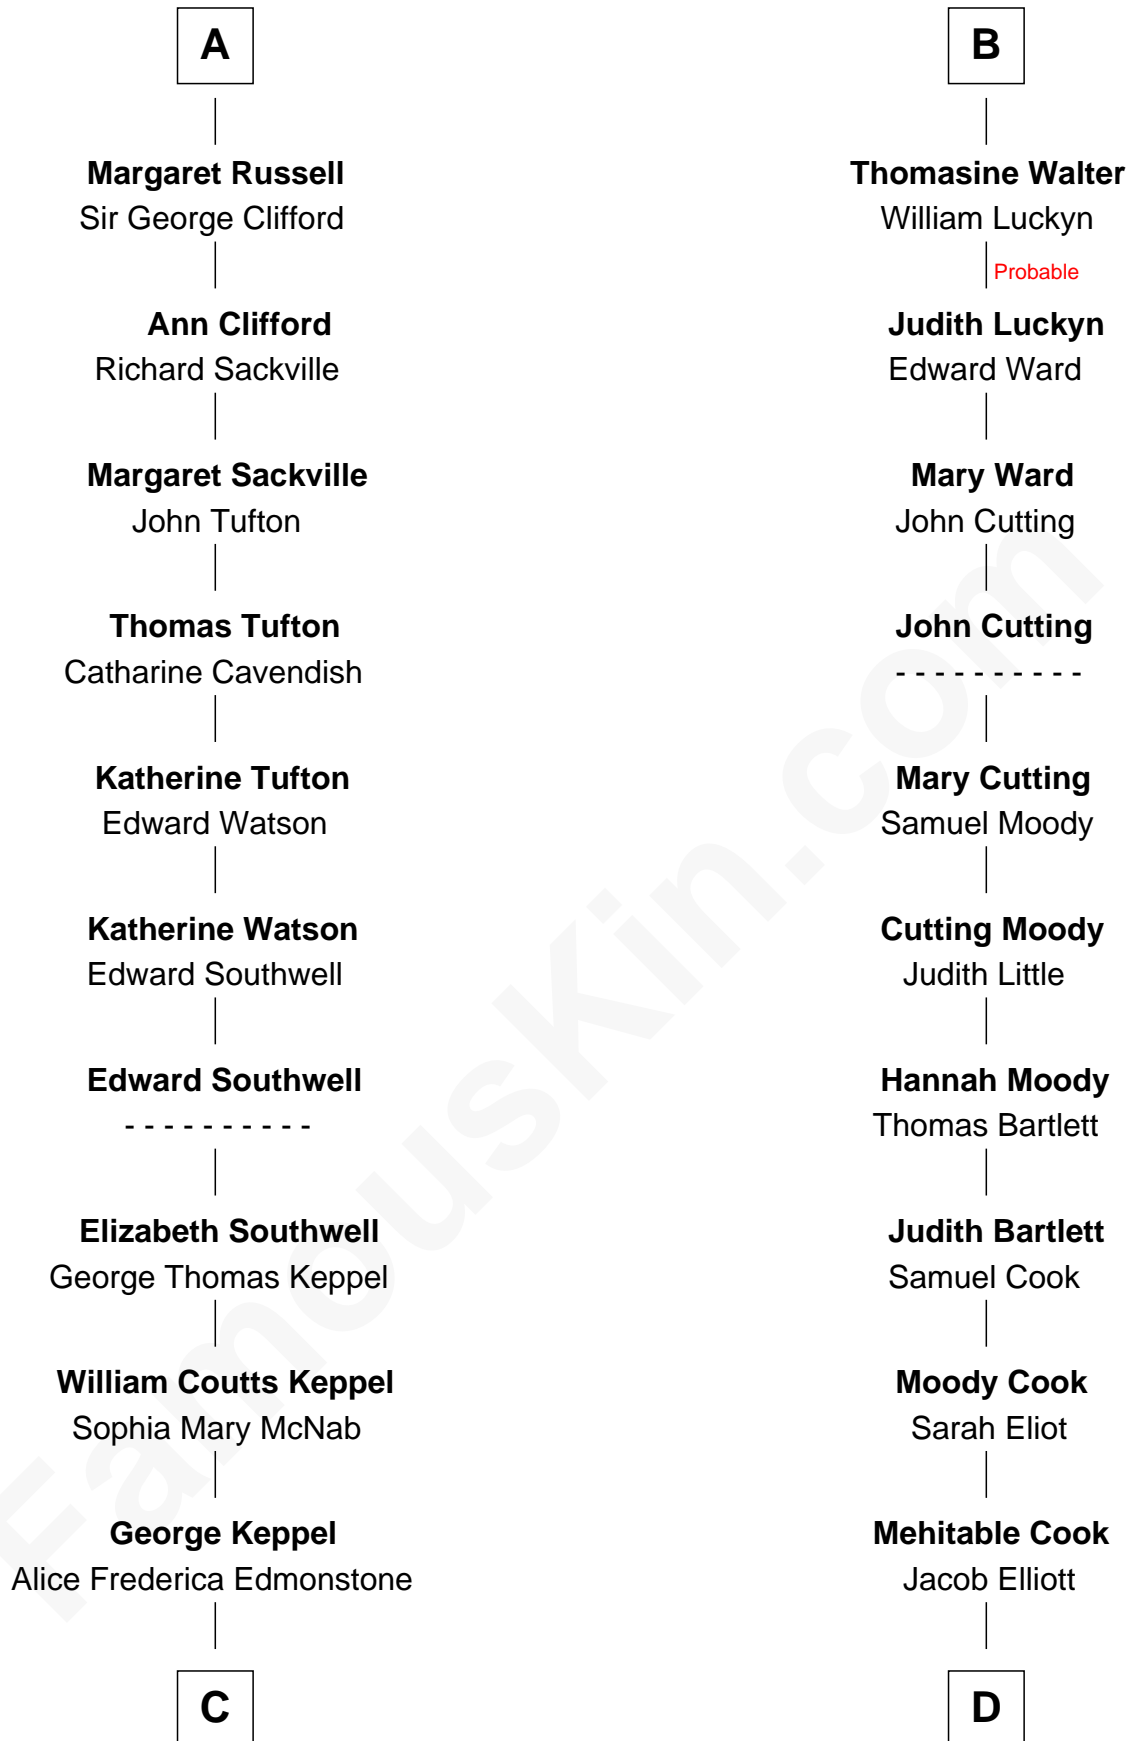 A
Margaret Russell
Sir George Clifford
Ann Clifford
Richard Sackville
Margaret Sackville
John Tufton
Thomas Tufton
Catharine Cavendish
Katherine Tufton
Edward Watson
Katherine Watson
Edward Southwell
Edward Southwell
- - - - - - - - - -
Elizabeth Southwell
George Thomas Keppel
William Coutts Keppel
Sophia Mary McNab
George Keppel
Alice Frederica Edmonstone
C
B
Thomasine Walter
William Luckyn
Probable
Judith Luckyn
Edward Ward
Mary Ward
John Cutting
John Cutting
- - - - - - - - - -
Mary Cutting
Samuel Moody
Cutting Moody
Judith Little
Hannah Moody
Thomas Bartlett
Judith Bartlett
Samuel Cook
Moody Cook
Sarah Eliot
Mehitable Cook
Jacob Elliott
D
FamousKin.com